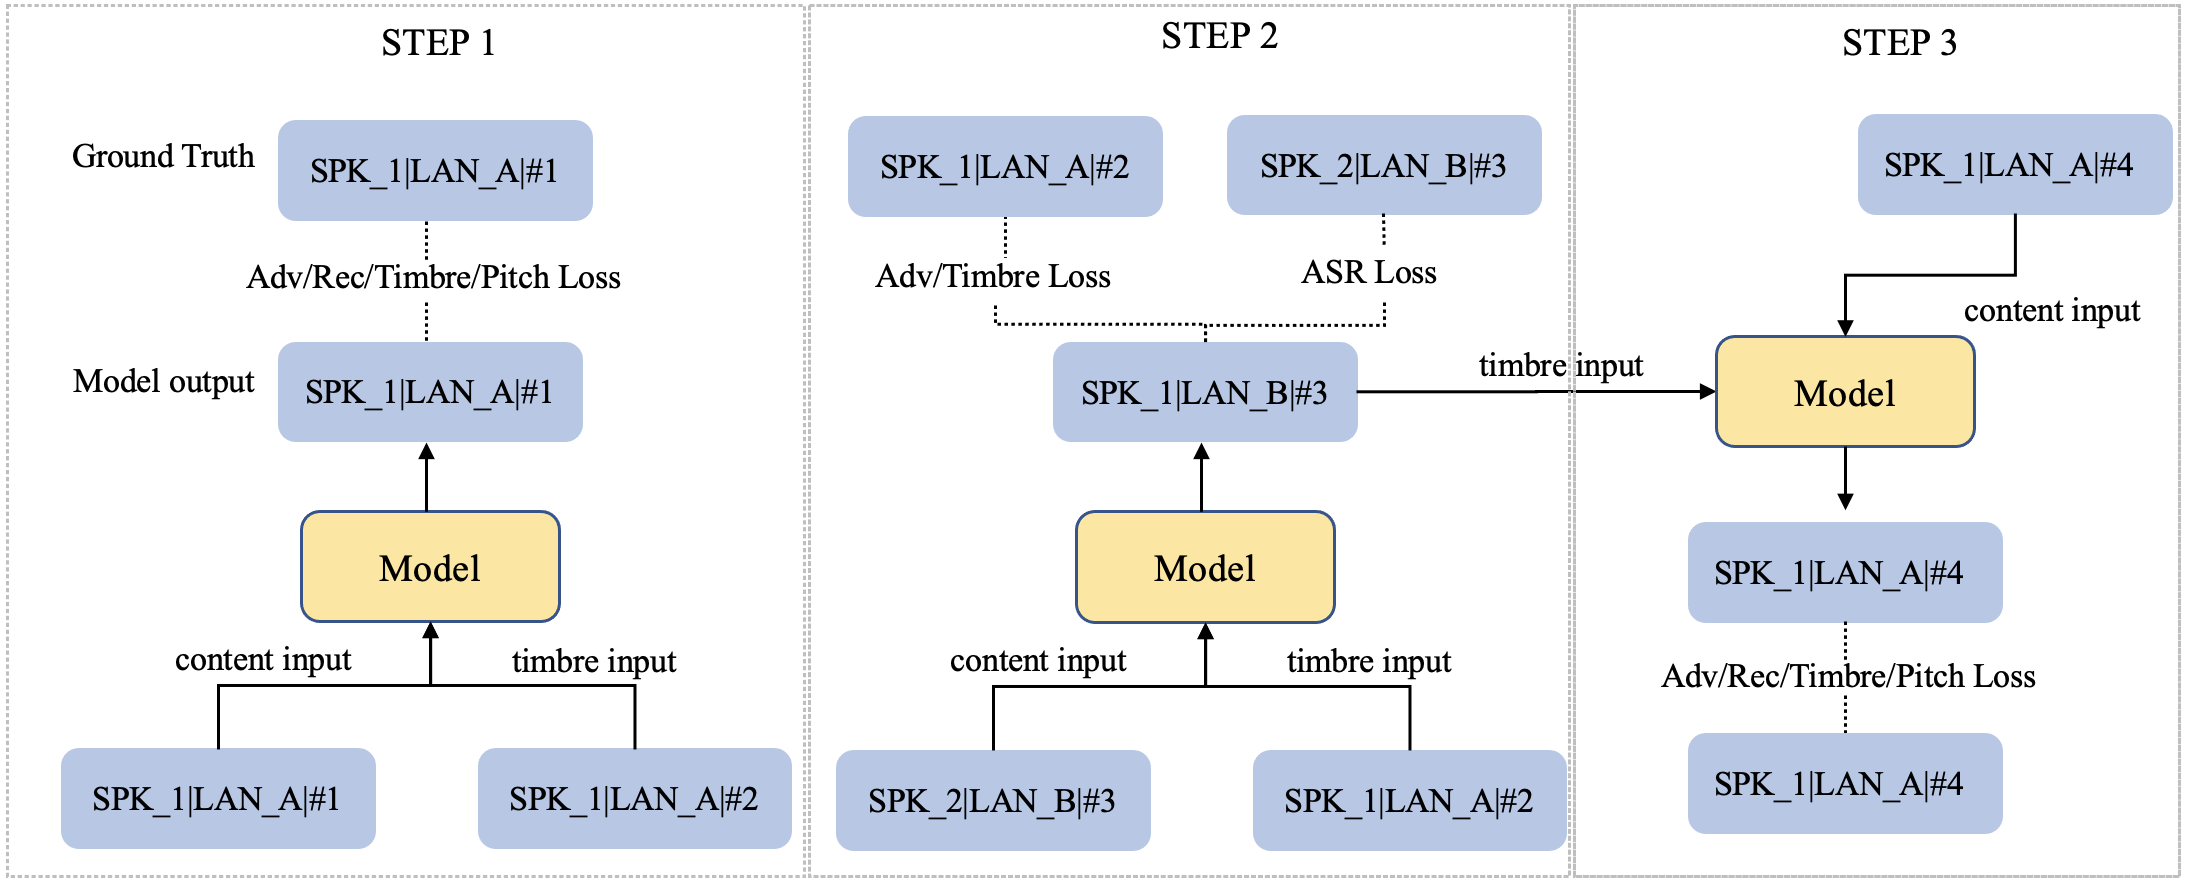 STEP 1
Ground Truth
SPK_1|LAN_A|#1
Adv/Rec/Timbre/Pitch Loss
Model output
SPK_1|LAN_A|#1
Model
content input
timbre input
SPK_1|LAN_A|#1
SPK_1|LAN_A|#2
STEP 2
SPK_1|LAN_A|#2
SPK_2|LAN_B|#3
Adv/Timbre Loss
ASR Loss
SPK_1|LAN_B|#3
timbre input
Model
content input
timbre input
SPK_2|LAN_B|#3
SPK_1|LAN_A|#2
STEP 3
SPK_1|LAN_A|#4
content input
Model
SPK_1|LAN_A|#4
Adv/Rec/Timbre/Pitch Loss
SPK_1|LAN_A|#4